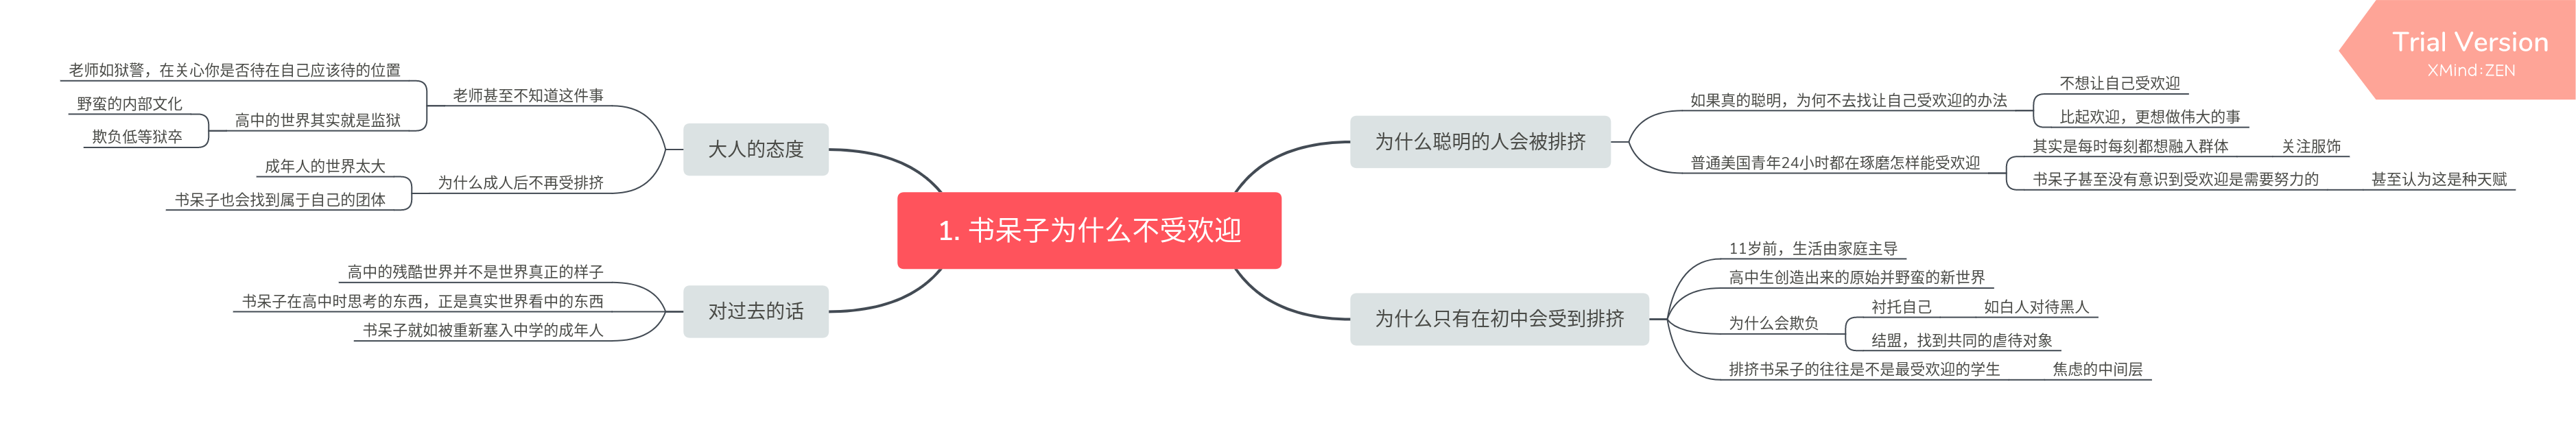 1. 书呆子为什么不受欢迎
为什么聪明的人会被排挤
如果真的聪明，为何不去找让自己受欢迎的办法
不想让自己受欢迎
比起欢迎，更想做伟大的事
普通美国青年24小时都在琢磨怎样能受欢迎
其实是每时每刻都想融入群体
关注服饰
书呆子甚至没有意识到受欢迎是需要努力的
甚至认为这是种天赋
为什么只有在初中会受到排挤
11岁前，生活由家庭主导
高中生创造出来的原始并野蛮的新世界
为什么会欺负
衬托自己
如白人对待黑人
结盟，找到共同的虐待对象
排挤书呆子的往往是不是最受欢迎的学生
焦虑的中间层
大人的态度
老师甚至不知道这件事
老师如狱警，在关心你是否待在自己应该待的位置
高中的世界其实就是监狱
野蛮的内部文化
欺负低等狱卒
为什么成人后不再受排挤
成年人的世界太大
书呆子也会找到属于自己的团体
对过去的话
高中的残酷世界并不是世界真正的样子
书呆子在高中时思考的东西，正是真实世界看中的东西
书呆子就如被重新塞入中学的成年人
Trial Version
XMind:ZEN